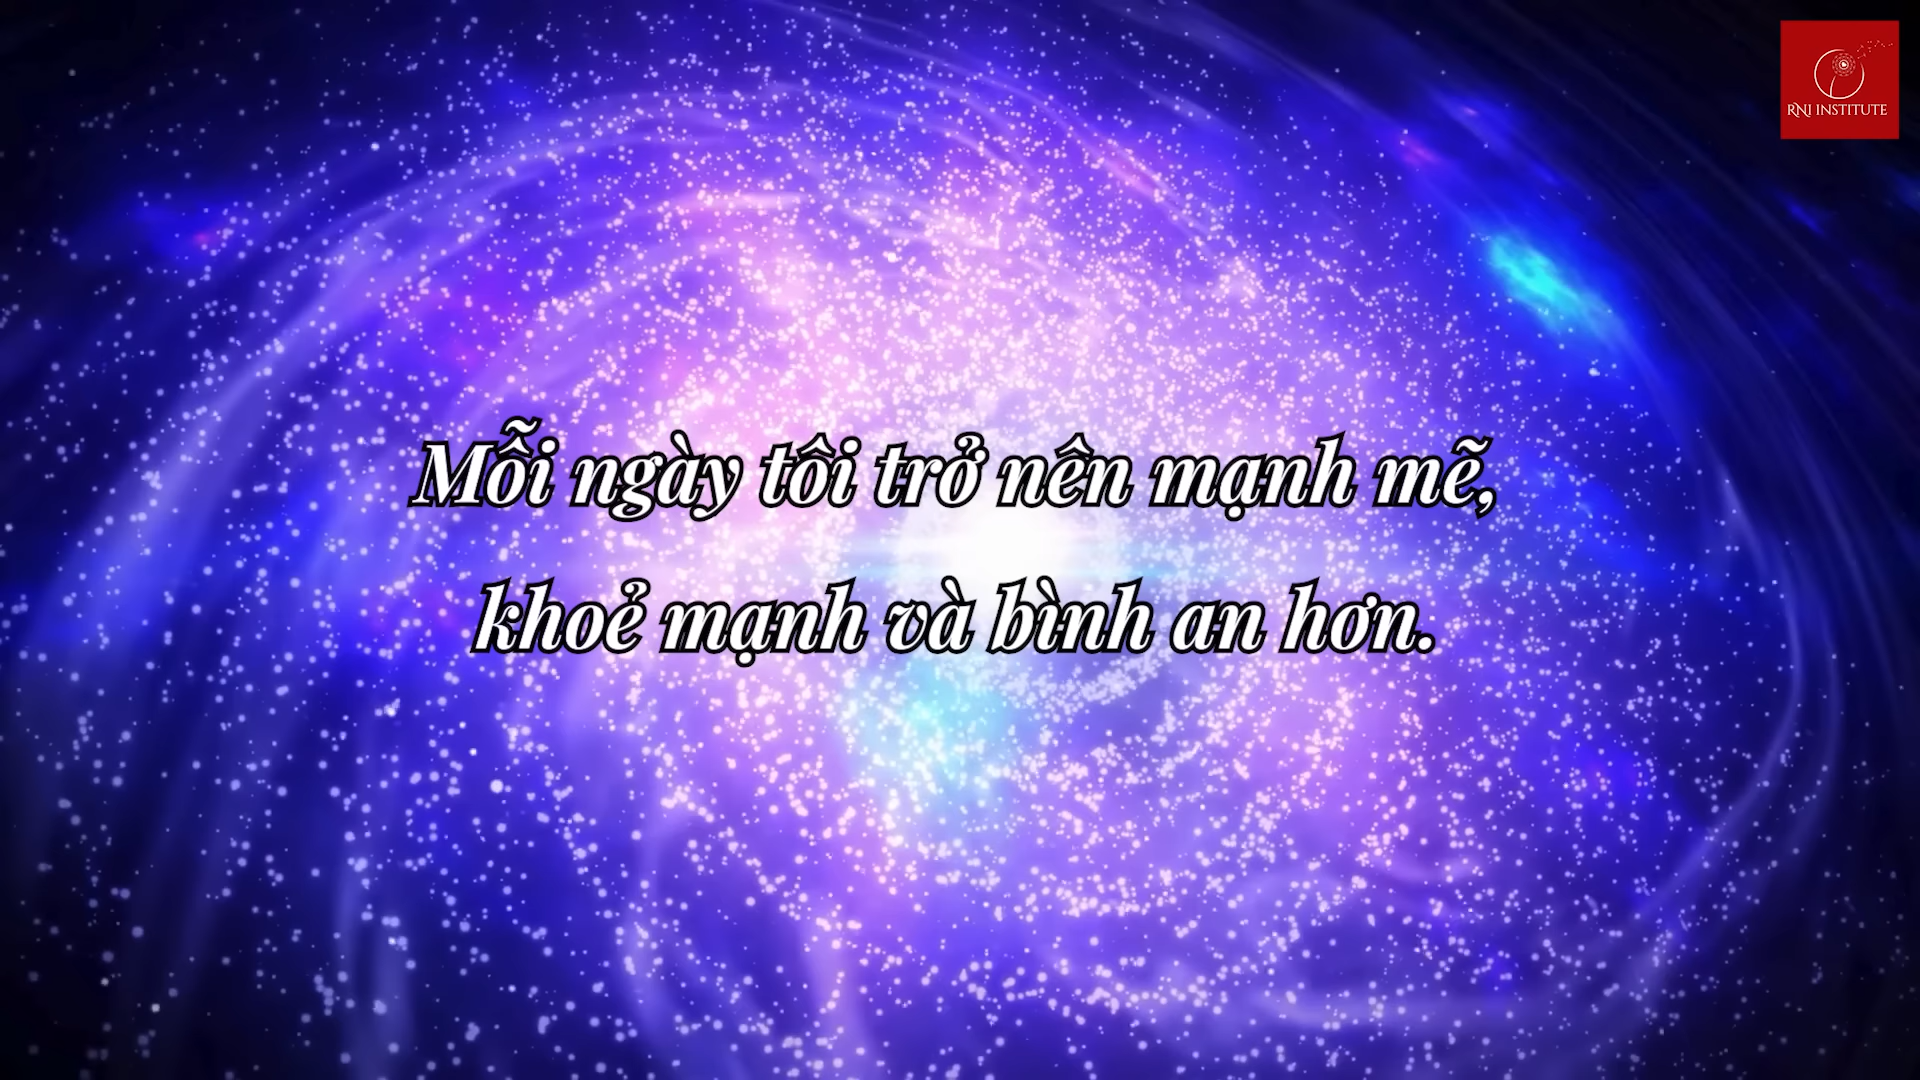 RNI INSTITUTE
Mỗi ngày tôi trở nên mạnh mẽ,
khoẻ mạnh và bình an hơn.